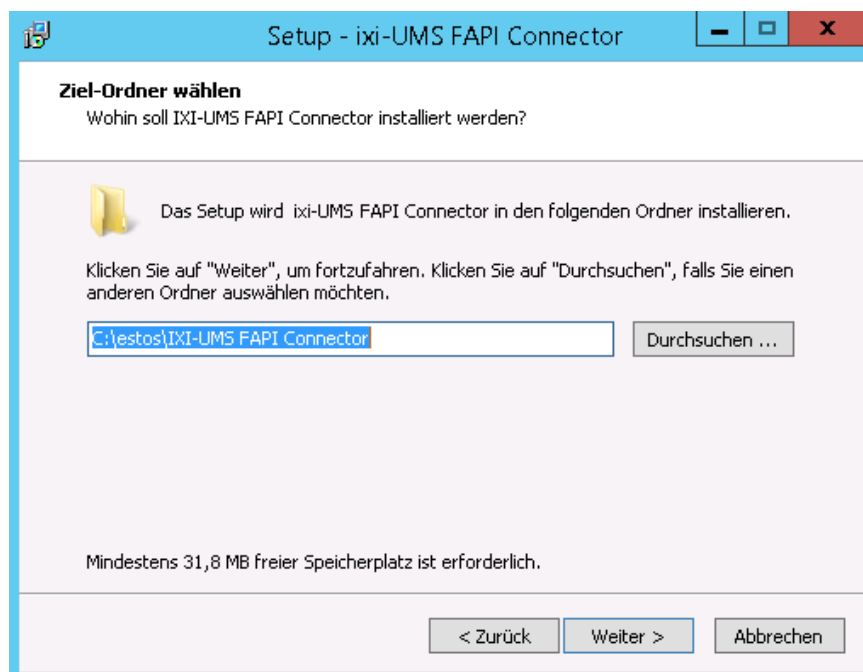 Setup - ixi-UMS FAPI Connector
Ziel-Ordner wählen
Wohin soll IXI-UMS FAPI Connector installiert werden?
Das Setup wird ixi-UMS FAPI Connector in den folgenden Ordner installieren.
Klicken Sie auf "Weiter", um fortzufahren. Klicken Sie auf "Durchsuchen", falls Sie einen
anderen Ordner auswählen möchten.
C:\estos\IXI-UMS FAPI Connector
Durchsuchen ...
Mindestens 31,8 MB freier Speicherplatz ist erforderlich.
< Zurück
Weiter >
Abbrechen